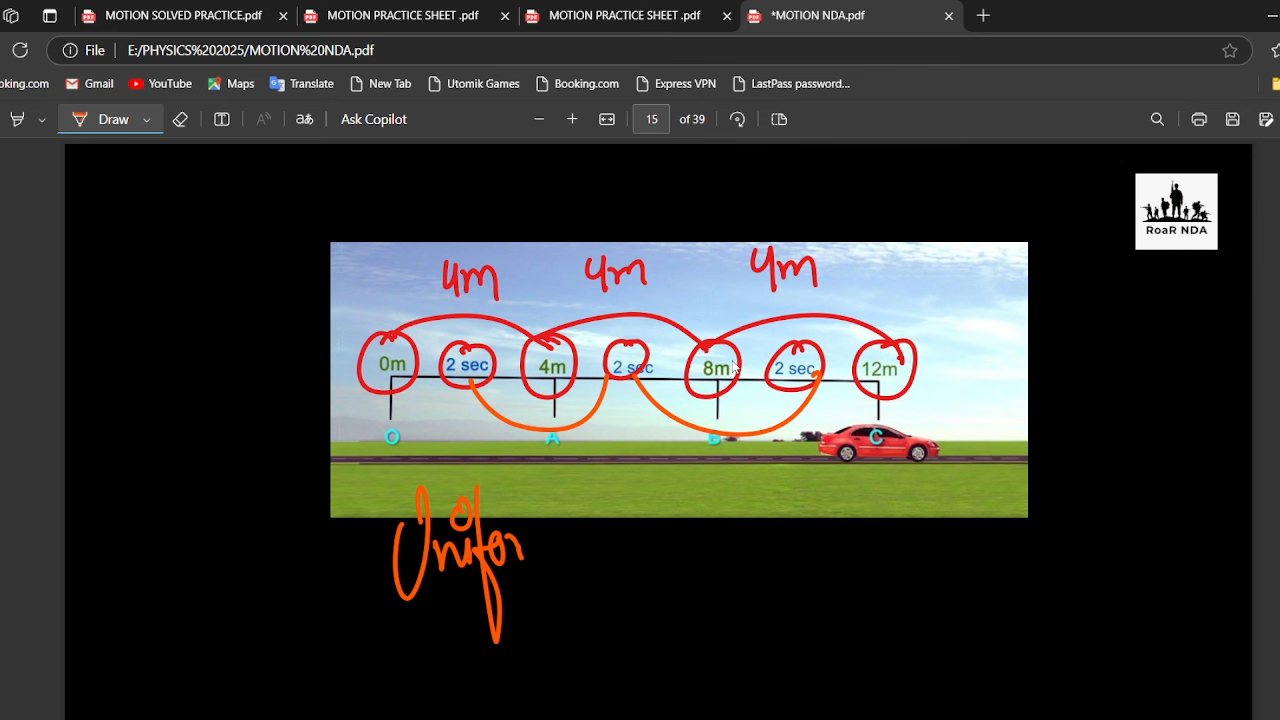 MOTION SOLVED PRACTICE.pdf
MOTION PRACTICE SHEET .pdf
MOTION PRACTICE SHEET .pdf
*MOTION NDA.pdf
File E:/PHYSICS%202025/MOTION%20NDA.pdf
oking.com Gmail YouTube Maps Translate New Tab Utomik Games Booking.com Express VPN LastPass password...
Draw aあ Ask Copilot 15 of 39
RoaR NDA
4m 4m 4m
0m 2 sec 4m 2 sec 8m 2 sec 12m
O A B C
Unifor